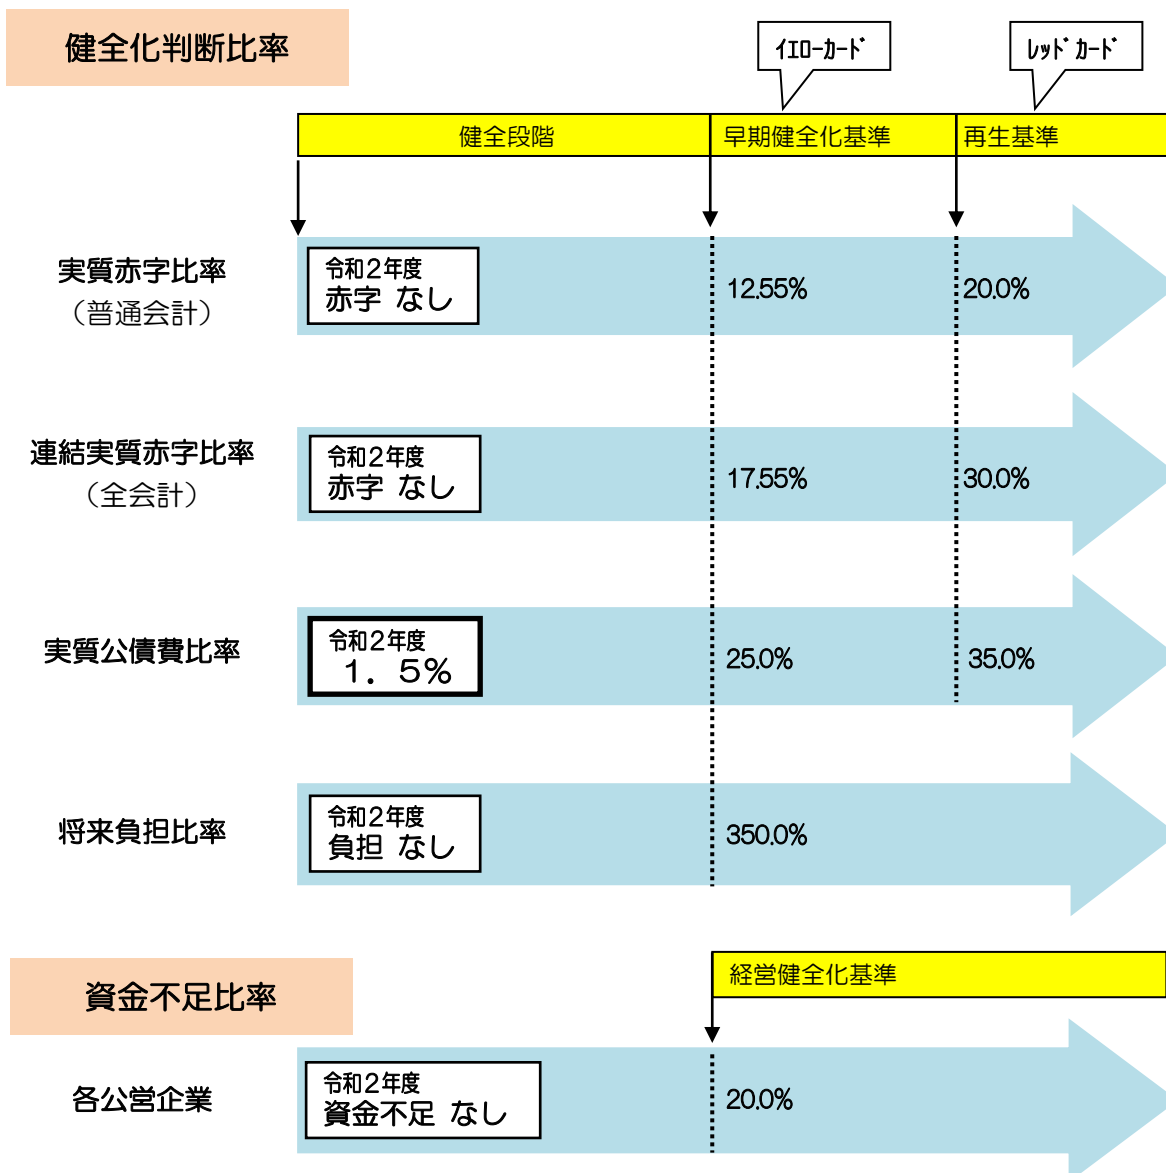 健全化判断比率
ｲｴﾛｰｶｰﾄﾞ
ﾚｯﾄﾞｶｰﾄﾞ
健全段階
早期健全化基準
再生基準
実質赤字比率
（普通会計）
令和２年度
赤字 なし
12.55%
20.0%
連結実質赤字比率
（全会計）
令和２年度
赤字 なし
17.55%
30.0%
実質公債費比率
令和２年度
１．５％
25.0%
35.0%
将来負担比率
令和２年度
負担 なし
350.0%
資金不足比率
経営健全化基準
各公営企業
令和２年度
資金不足 なし
20.0%